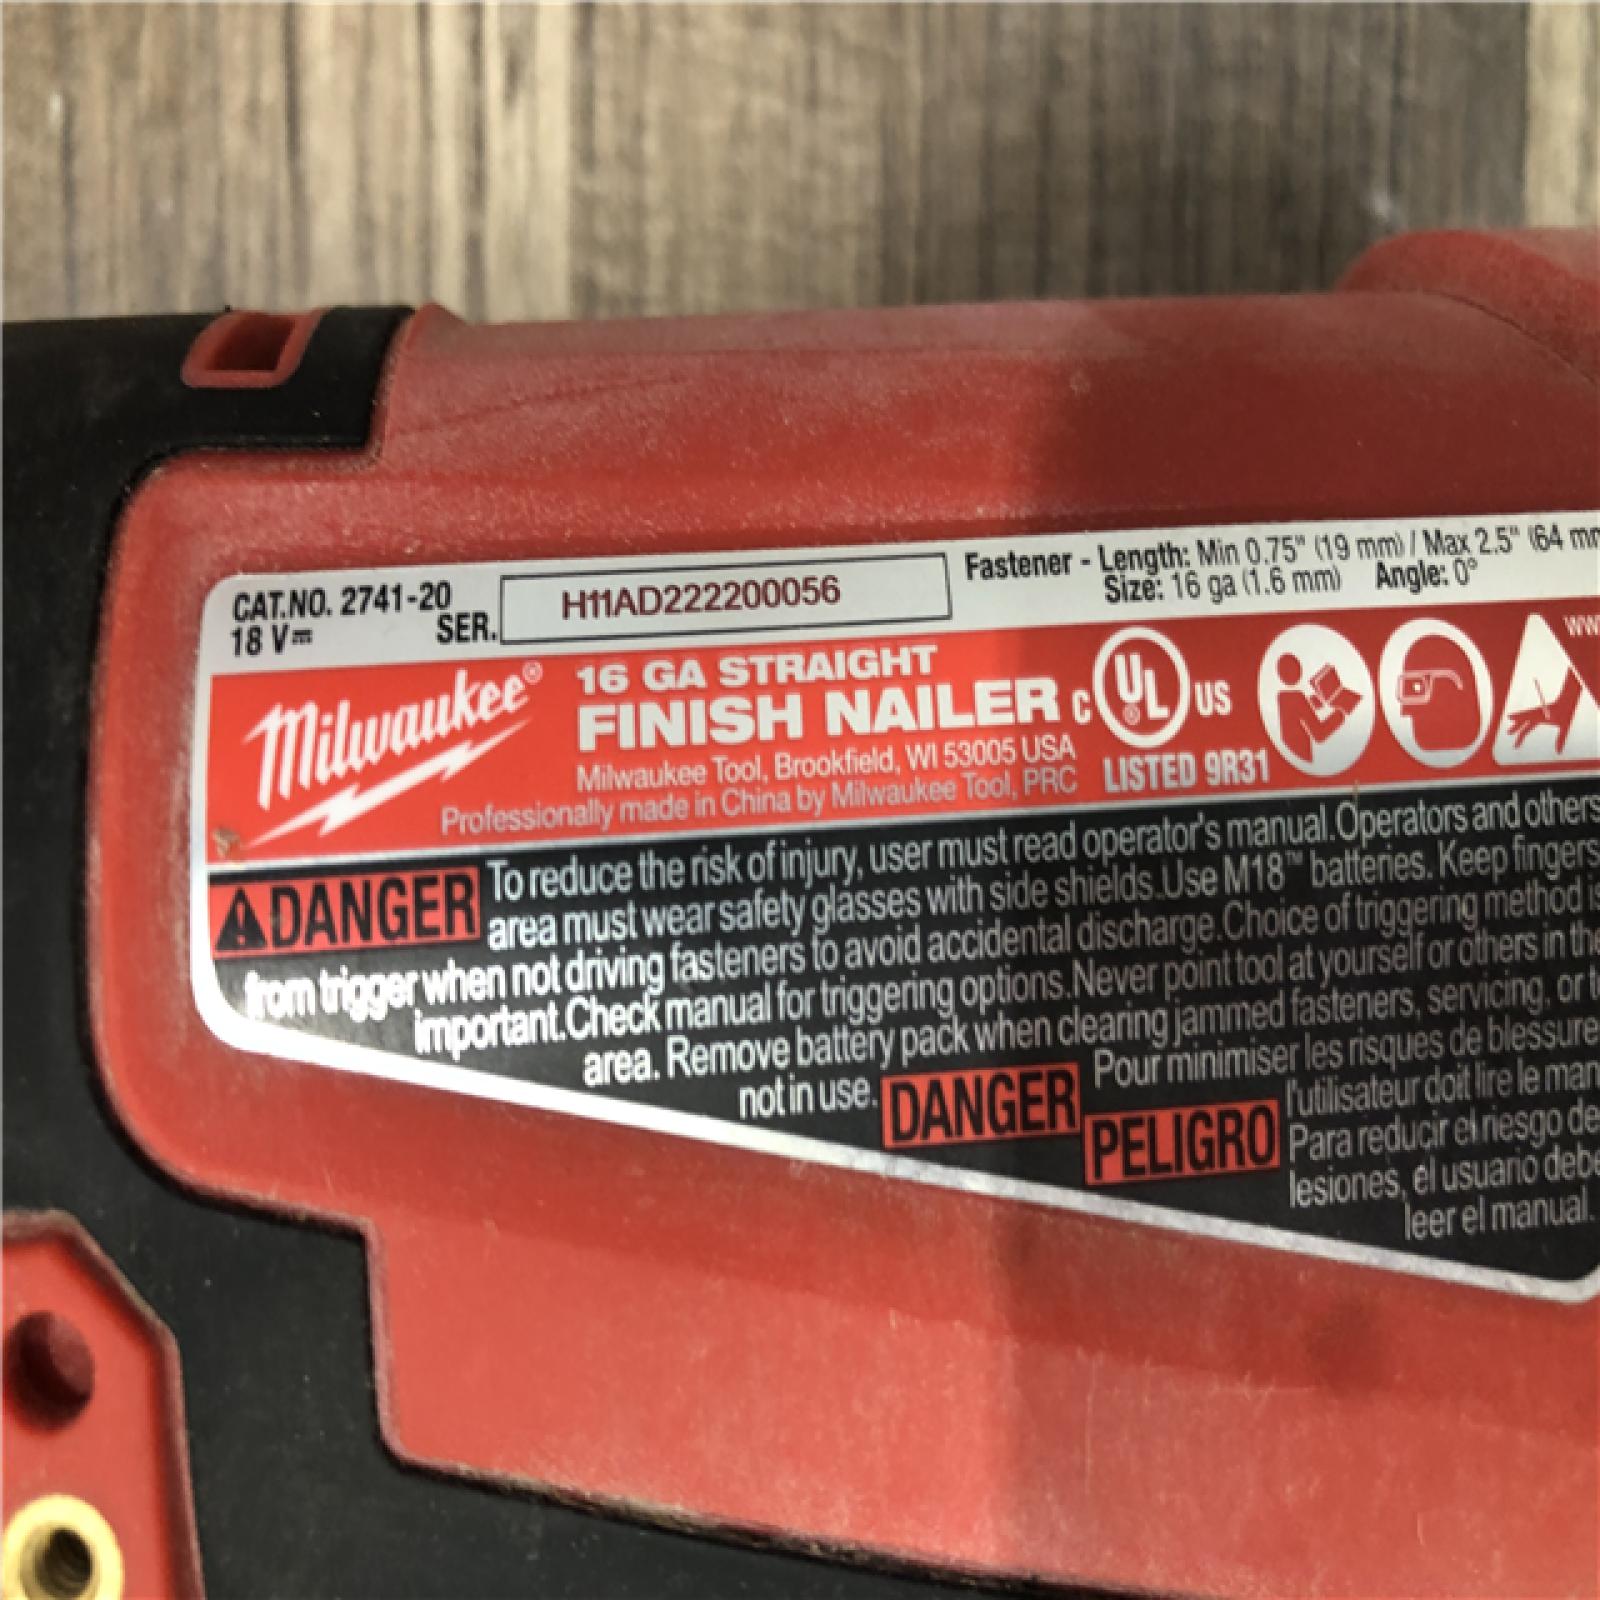 CAT.NO. 2741-20
18 V⎓
SER. H11AD222200056
Fastener - Length: Min 0.75" (19 mm) / Max 2.5" (64 mm
Size: 16 ga (1.6 mm) Angle: 0°
Milwaukee®
16 GA STRAIGHT
FINISH NAILER
Milwaukee Tool, Brookfield, WI 53005 USA
Professionally made in China by Milwaukee Tool, PRC
C UL® US
LISTED 9R31
WW
DANGER To reduce the risk of injury, user must read operator's manual.Operators and others
area must wear safety glasses with side shields.Use M18™ batteries. Keep fingers
from trigger when not driving fasteners to avoid accidental discharge.Choice of triggering method is
important.Check manual for triggering options.Never point tool at yourself or others in the
area. Remove battery pack when clearing jammed fasteners, servicing, or
not in use.
DANGER Pour minimiser les risques de blessure
l'utilisateur doit lire le man
PELIGRO Para reducir el riesgo de
lesiones, él usuario debe
leer el manual.